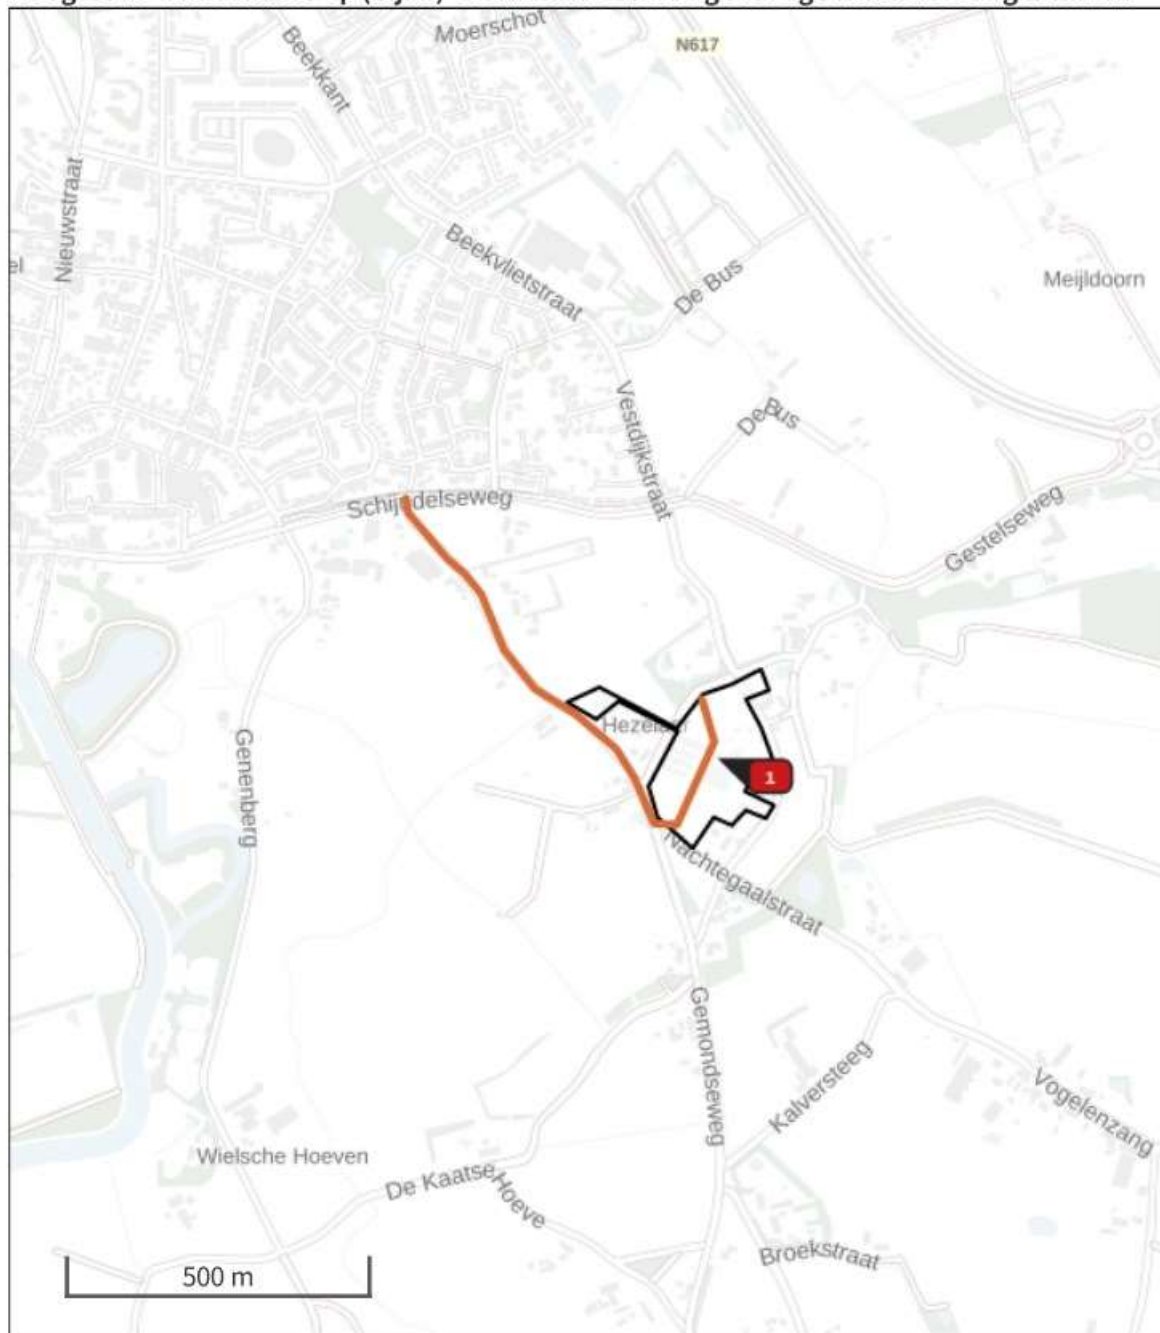 Moerschot
N617
Beekkant
Nieuwstraat
Beekvlietstraat
De Bus
Meijldoorn
el
Vestdijkstraat
De Bus
Schijndelseweg
Gestelseweg
Hezelaar
1
Genenberg
Nachtegaalstraat
Gemondseweg
Kalversteeg
Vogelenzang
Wielsche Hoeven
De Kaatse Hoeve
Broekstraat
500 m